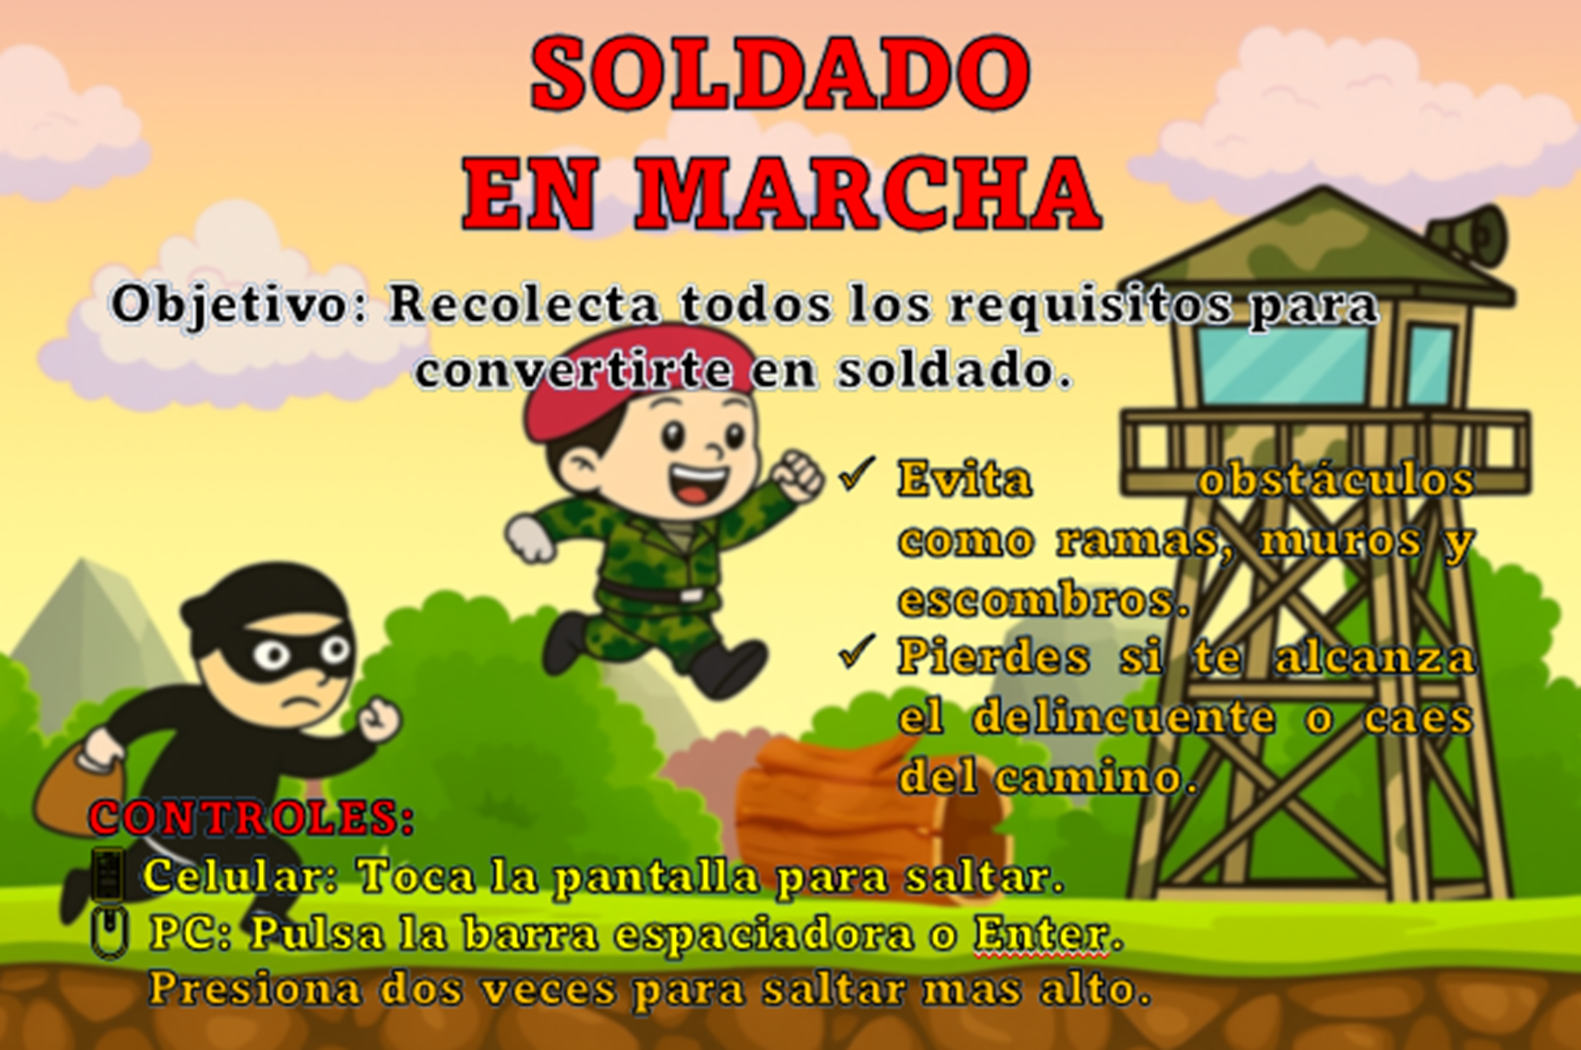 SOLDADO
EN MARCHA
Objetivo: Recolecta todos los requisitos para
convertirte en soldado.
✓ Evita obstáculos
como ramas, muros y
escombros.
✓ Pierdes si te alcanza
el delincuente o caes
del camino.
CONTROLES:
Celular: Toca la pantalla para saltar.
PC: Pulsa la barra espaciadora o Enter.
Presiona dos veces para saltar mas alto.